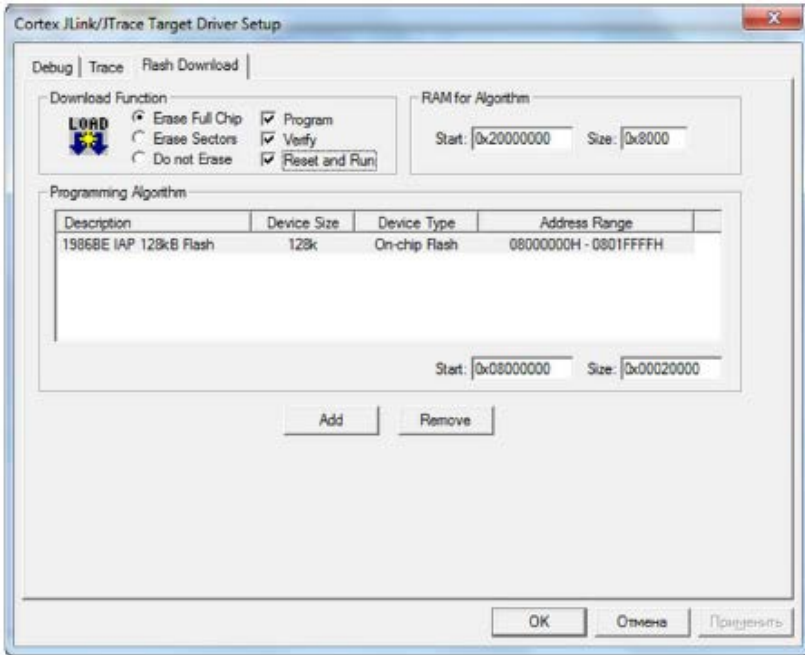 Cortex JLink/JTrace Target Driver Setup
Debug Trace Flash Download
Download Function
LOAD
Erase Full Chip
Erase Sectors
Do not Erase
Program
Verify
Reset and Run
RAM for Algorithm
Start: 0x20000000 Size: 0x8000
Programming Algorithm
Description Device Size Device Type Address Range
1986BE IAP 128kB Flash 128k On-chip Flash 08000000H - 0801FFFFH
Start: 0x08000000 Size: 0x00020000
Add Remove
OK Отмена Применить